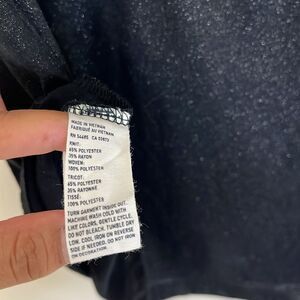 MADE IN VIETNAM
FABRIQUÉ AU VIETNAM
RN 54485 CA 03973
KNIT:
65% POLYESTER
35% RAYON
WOVEN:
100% POLYESTER
TRICOT:
65% POLYESTER
35% RAYONNE
TISSÉ:
100% POLYESTER
TURN GARMENT INSIDE OUT.
MACHINE WASH COLD WITH
LIKE COLORS, GENTLE CYCLE.
DO NOT BLEACH. TUMBLE DRY
LOW. COOL IRON ON REVERSE
SIDE IF NEEDED. DO NOT IRON
ON DECORATION.